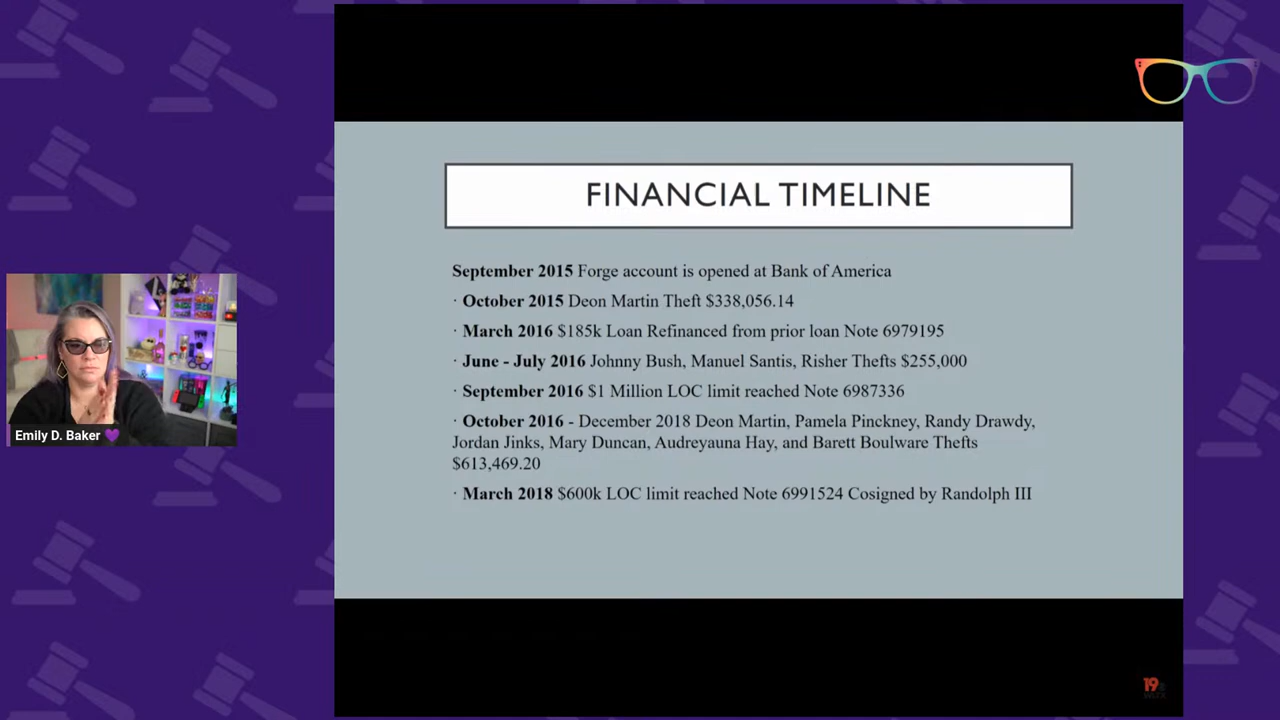 FINANCIAL TIMELINE
September 2015 Forge account is opened at Bank of America
· October 2015 Deon Martin Theft $338,056.14
· March 2016 $185k Loan Refinanced from prior loan Note 6979195
· June - July 2016 Johnny Bush, Manuel Santis, Risher Thefts $255,000
· September 2016 $1 Million LOC limit reached Note 6987336
· October 2016 - December 2018 Deon Martin, Pamela Pinckney, Randy Drawdy,
Jordan Jinks, Mary Duncan, Audreyauna Hay, and Barett Boulware Thefts
$613,469.20
· March 2018 $600k LOC limit reached Note 6991524 Cosigned by Randolph III
Emily D. Baker 💜
19